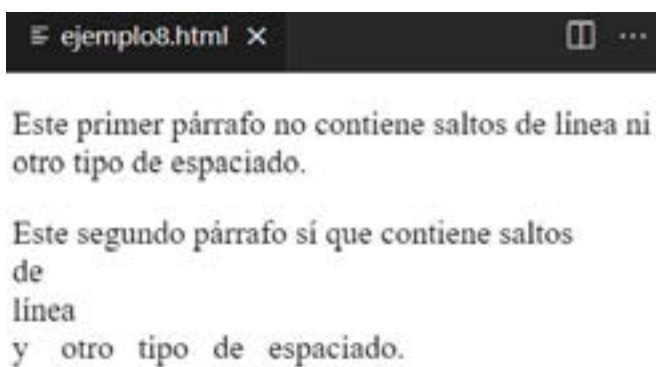 ejemplo8.html
Este primer párrafo no contiene saltos de línea ni
otro tipo de espaciado.
Este segundo párrafo sí que contiene saltos
de
línea
y otro tipo de espaciado.